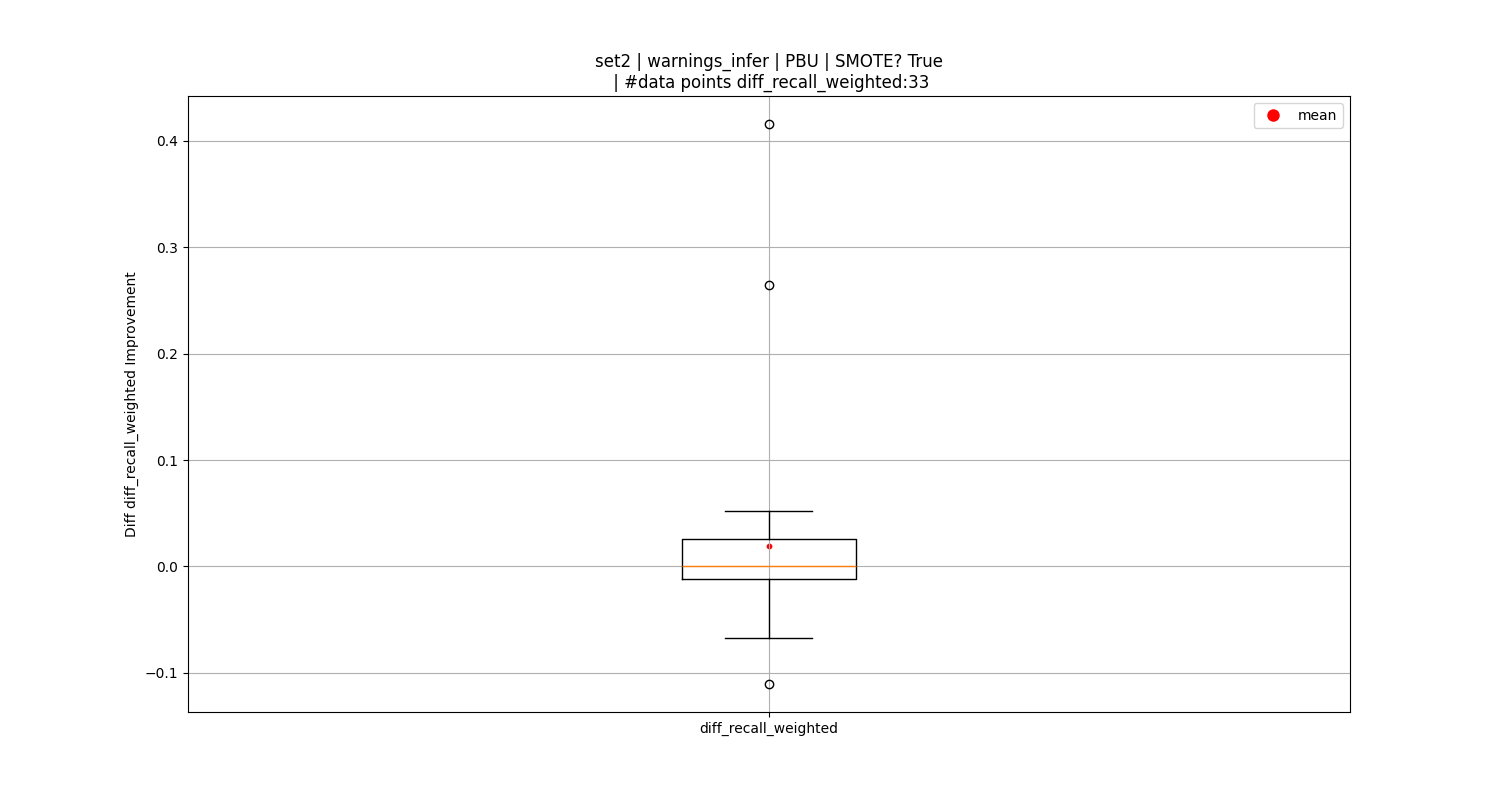 set2 | warnings_infer | PBU | SMOTE? True
| #data points diff_recall_weighted:33
mean
0.4
0.3
0.2
0.1
0.0
−0.1
Diff diff_recall_weighted Improvement
diff_recall_weighted